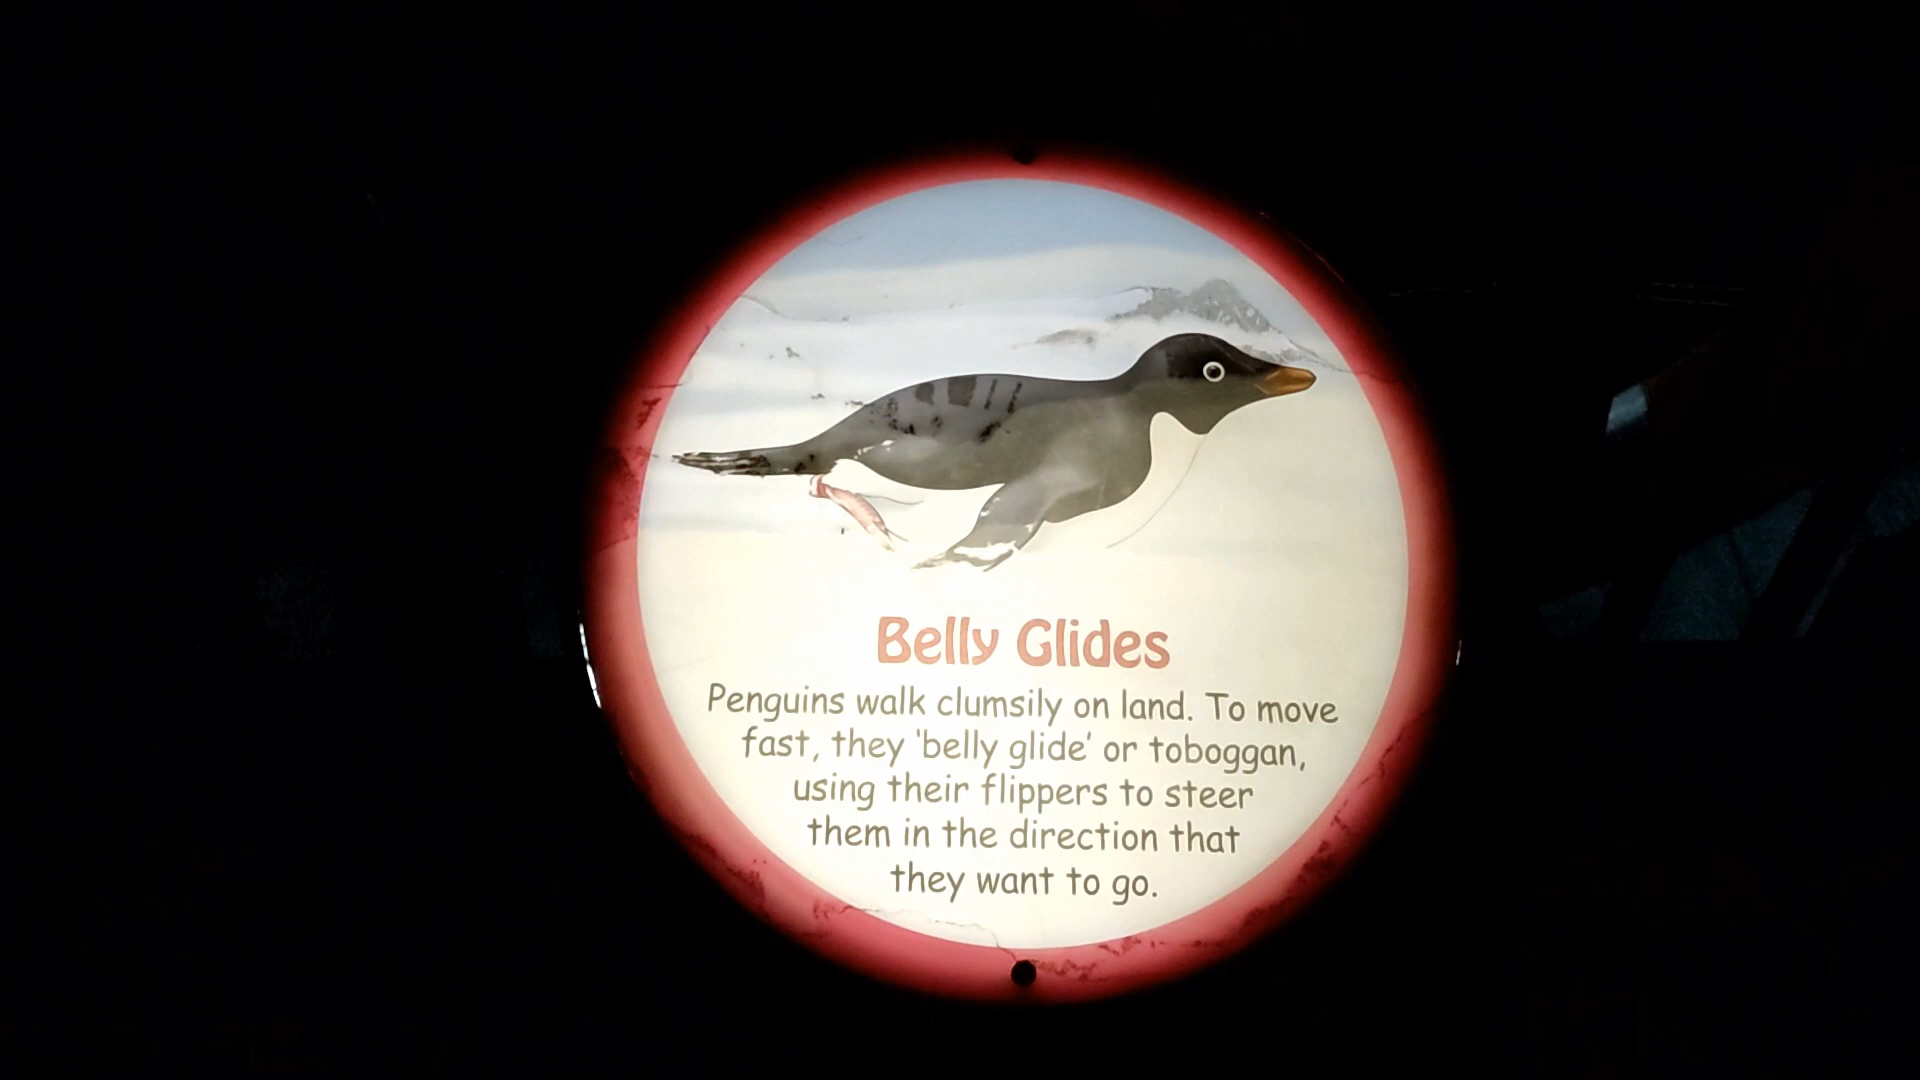 Belly Glides
Penguins walk clumsily on land. To move
fast, they ‘belly glide’ or toboggan,
using their flippers to steer
them in the direction that
they want to go.